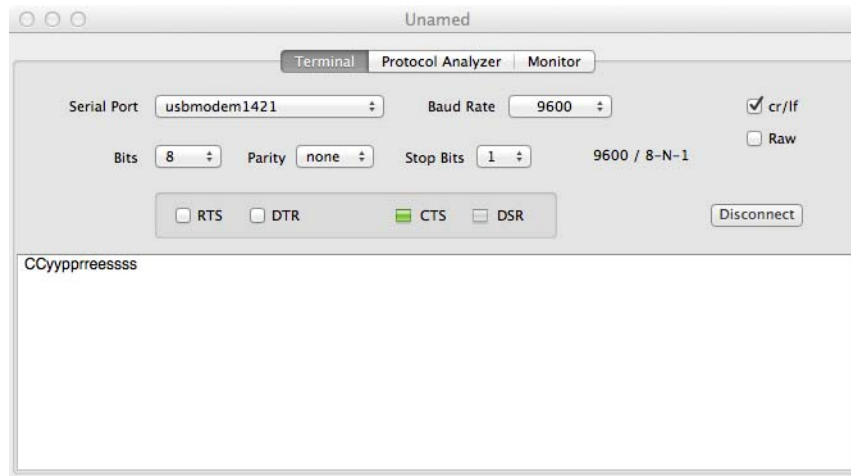 Unamed
Terminal Protocol Analyzer Monitor
Serial Port usbmodem1421 Baud Rate 9600 cr/lf
Raw
Bits 8 Parity none Stop Bits 1 9600 / 8-N-1
RTS DTR CTS DSR Disconnect
CCyypprreessss